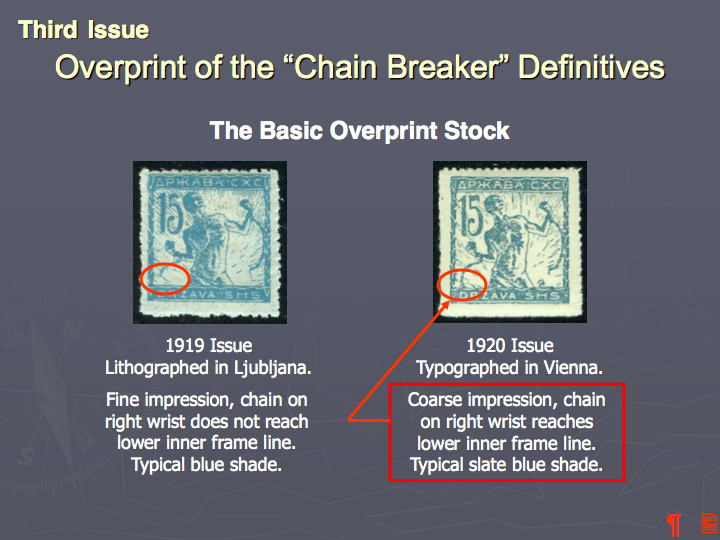 Third Issue
Overprint of the “Chain Breaker” Definitives
The Basic Overprint Stock
ДРЖАВА·СХС
15
DRZAVA SHS
ДРЖАВА·СХС
15
DRZAVA SHS
1919 Issue
Lithographed in Ljubljana.
Fine impression, chain on
right wrist does not reach
lower inner frame line.
Typical blue shade.
1920 Issue
Typographed in Vienna.
Coarse impression, chain
on right wrist reaches
lower inner frame line.
Typical slate blue shade.
N
S
¶